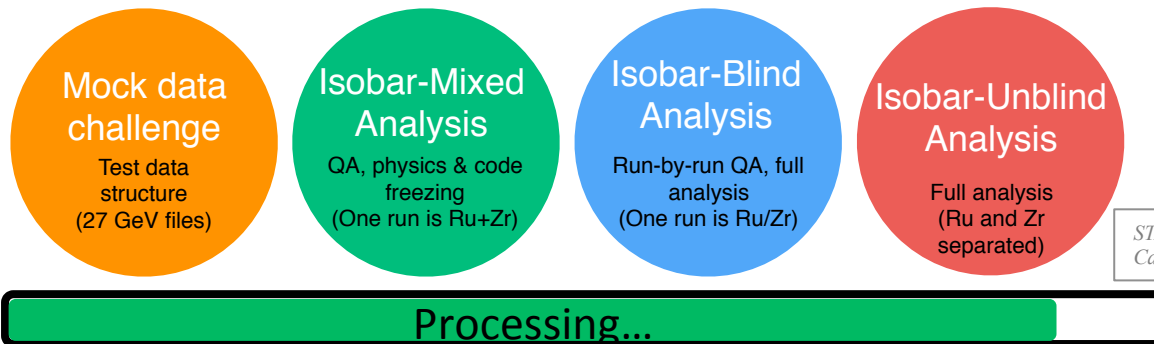 Mock data
challenge
Test data
structure
(27 GeV files)
Isobar-Mixed
Analysis
QA, physics & code
freezing
(One run is Ru+Zr)
Isobar-Blind
Analysis
Run-by-run QA, full
analysis
(One run is Ru/Zr)
Isobar-Unblind
Analysis
Full analysis
(Ru and Zr
separated)
Processing...